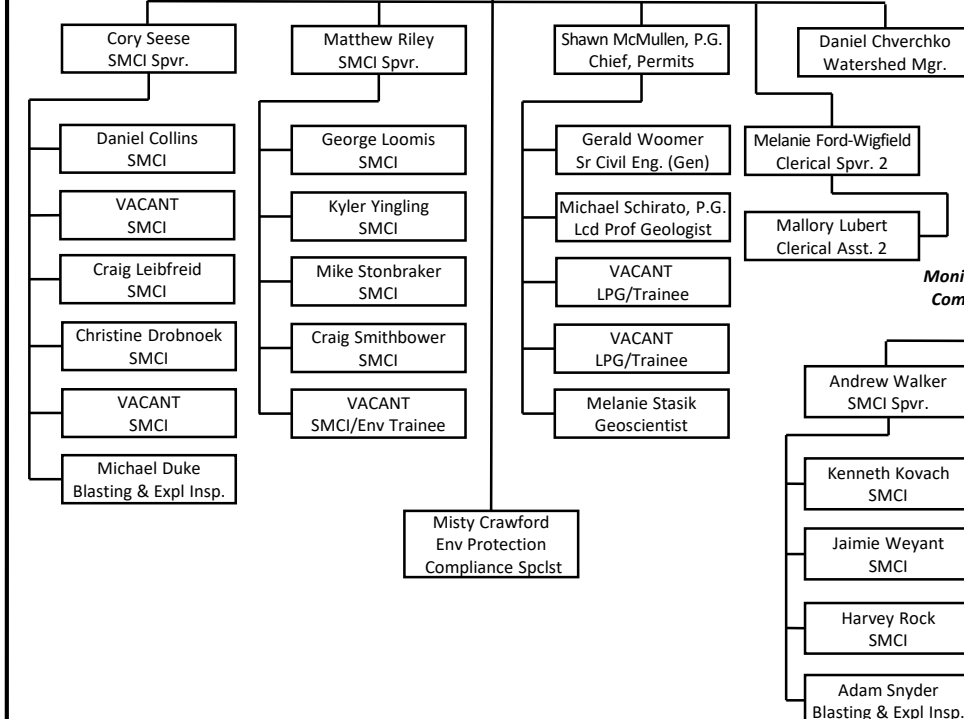 Cory Seese
SMCI Spvr.
Daniel Collins
SMCI
VACANT
SMCI
Craig Leibfreid
SMCI
Christine Drobnoek
SMCI
VACANT
SMCI
Michael Duke
Blasting & Expl Insp.
Matthew Riley
SMCI Spvr.
George Loomis
SMCI
Kyler Yingling
SMCI
Mike Stonbraker
SMCI
Craig Smithbower
SMCI
VACANT
SMCI/Env Trainee
Misty Crawford
Env Protection
Compliance Spclst
Shawn McMullen, P.G.
Chief, Permits
Gerald Woomer
Sr Civil Eng. (Gen)
Michael Schirato, P.G.
Lcd Prof Geologist
VACANT
LPG/Trainee
VACANT
LPG/Trainee
Melanie Stasik
Geoscientist
Melanie Ford-Wigfield
Clerical Spvr. 2
Mallory Lubert
Clerical Asst. 2
Daniel Chverchko
Watershed Mgr.
Moni
Com
Andrew Walker
SMCI Spvr.
Kenneth Kovach
SMCI
Jaimie Weyant
SMCI
Harvey Rock
SMCI
Adam Snyder
Blasting & Expl Insp.